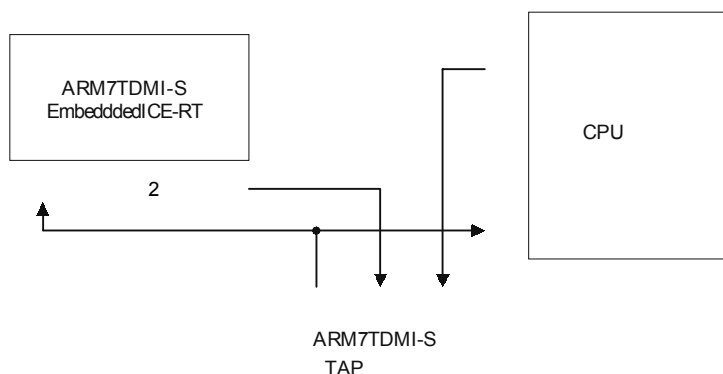 ARM7TDMI-S
EmbedddedICE-RT
CPU
2
ARM7TDMI-S
TAP